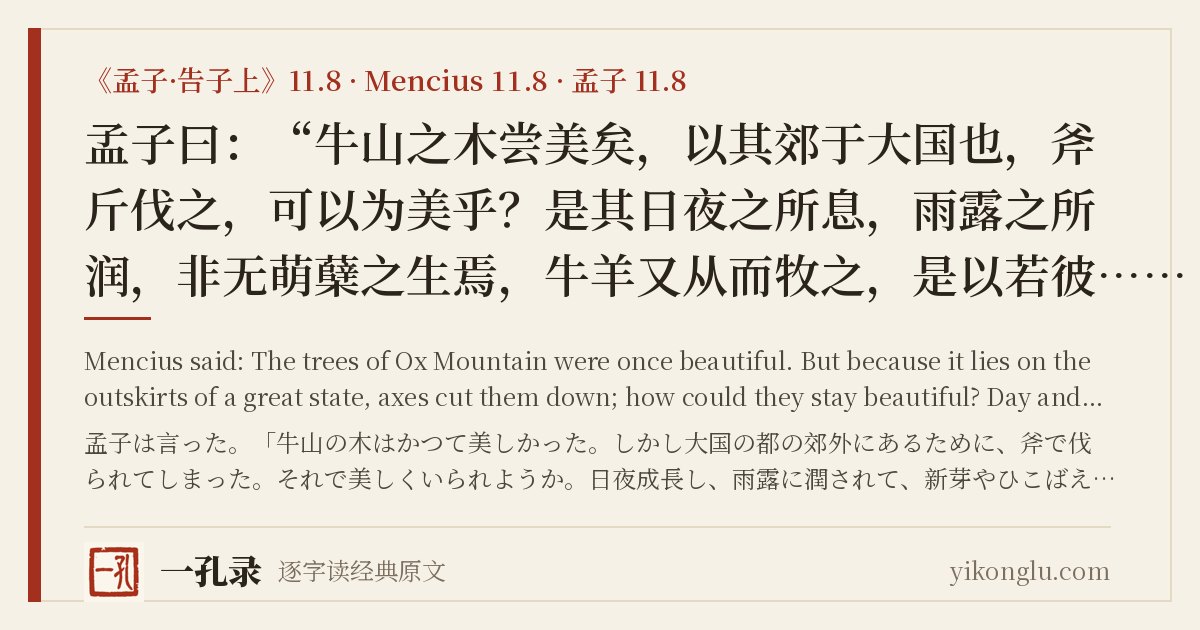 《孟子·告子上》11.8 · Mencius 11.8 · 孟子 11.8
孟子曰：“牛山之木尝美矣，以其郊于大国也，斧
斤伐之，可以为美乎？是其日夜之所息，雨露之所
润，非无萌蘖之生焉，牛羊又从而牧之，是以若彼……
Mencius said: The trees of Ox Mountain were once beautiful. But because it lies on the
outskirts of a great state, axes cut them down; how could they stay beautiful? Day and...
孟子は言った。「牛山の木はかつて美しかった。しかし大国の都の郊外にあるために、斧で伐
られてしまった。それで美しくいられようか。日夜成長し、雨露に潤されて、新芽やひこばえ…
一孔
一孔录 逐字读经典原文 yikonglu.com